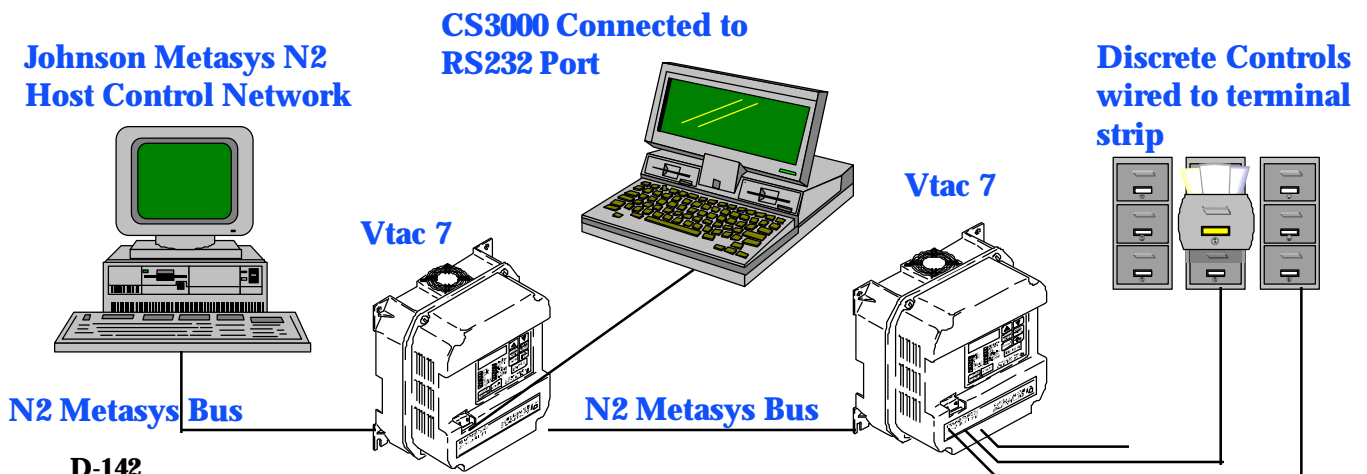 Johnson Metasys N2
Host Control Network
CS3000 Connected to
RS232 Port
Discrete Controls
wired to terminal
strip
Vtac 7
Vtac 7
N2 Metasys Bus
N2 Metasys Bus
D-142